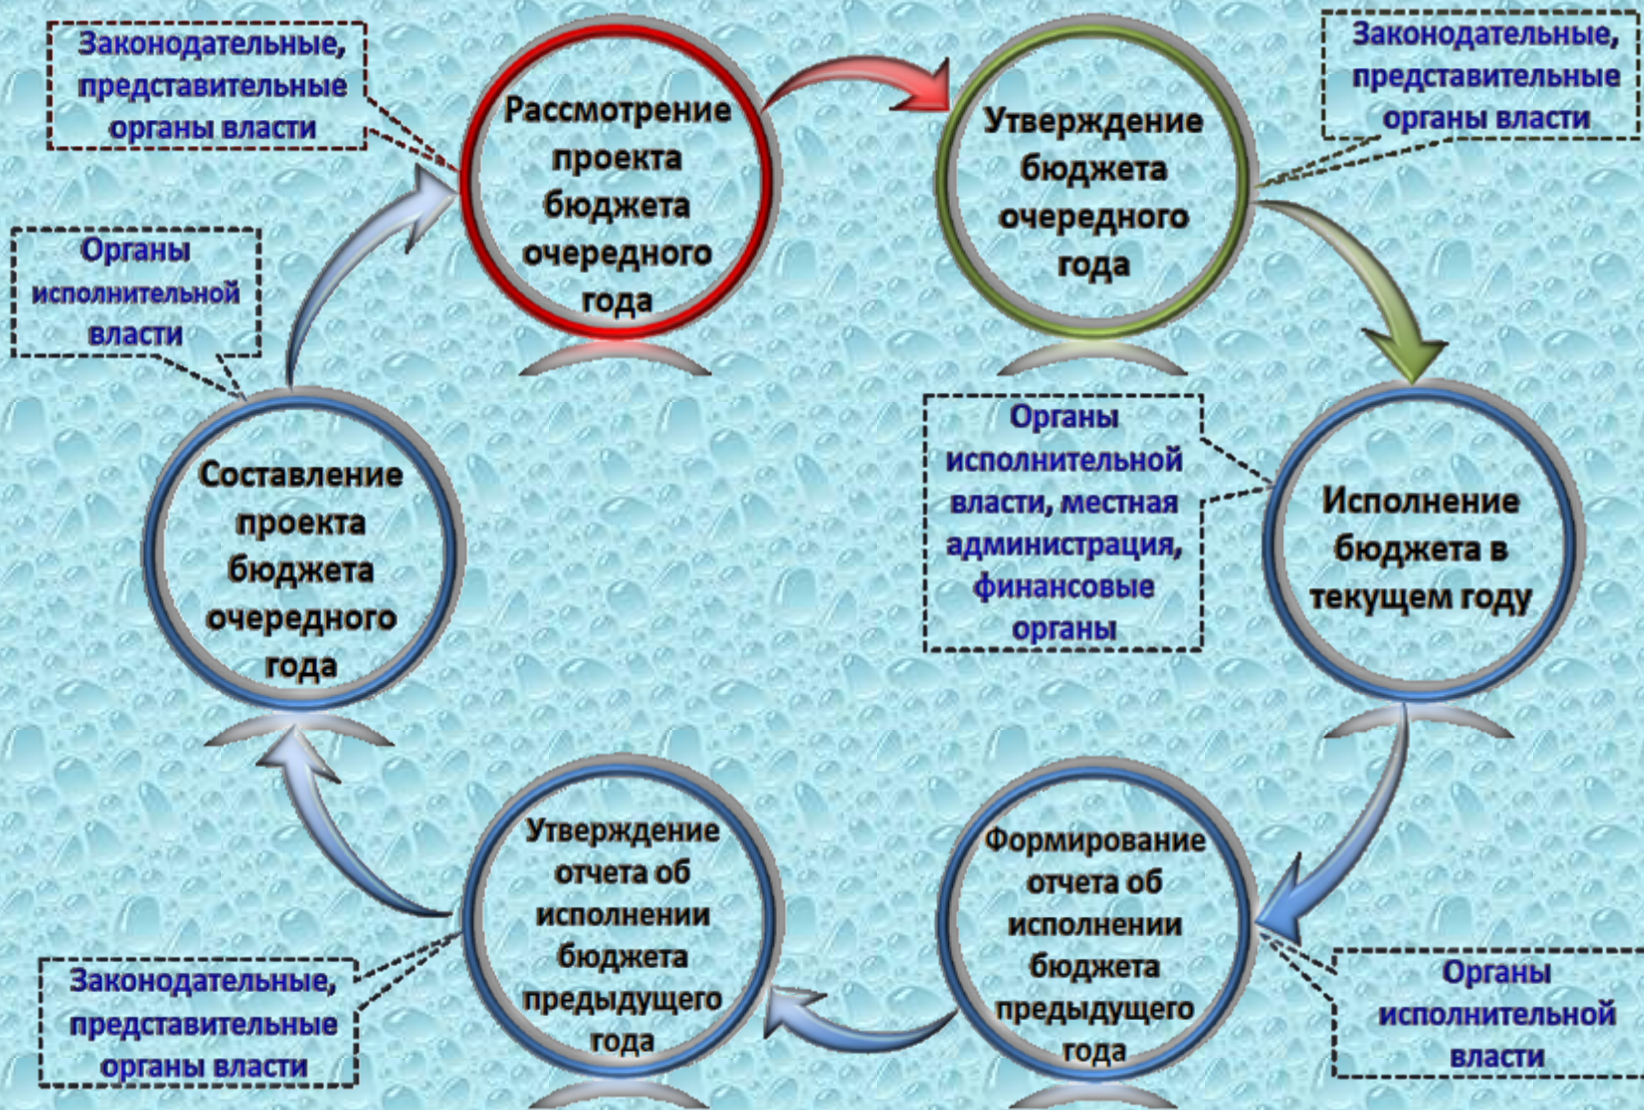 Законодательные,
представительные
органы власти
Рассмотрение
проекта
бюджета
очередного
года
Утверждение
бюджета
очередного
года
Законодательные,
представительные
органы власти
Органы
исполнительной
власти
Составление
проекта
бюджета
очередного
года
Органы
исполнительной
власти, местная
администрация,
финансовые
органы
Исполнение
бюджета в
текущем году
Утверждение
отчета об
исполнении
бюджета
предыдущего
года
Формирование
отчета об
исполнении
бюджета
предыдущего
года
Законодательные,
представительные
органы власти
Органы
исполнительной
власти